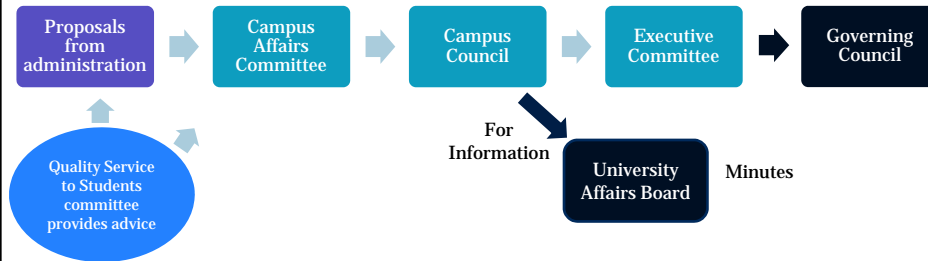 Proposals
from
administration
Campus
Affairs
Committee
Campus
Council
Executive
Committee
Governing
Council
For
Information
University
Affairs Board
Minutes
Quality Service
to Students
committee
provides advice